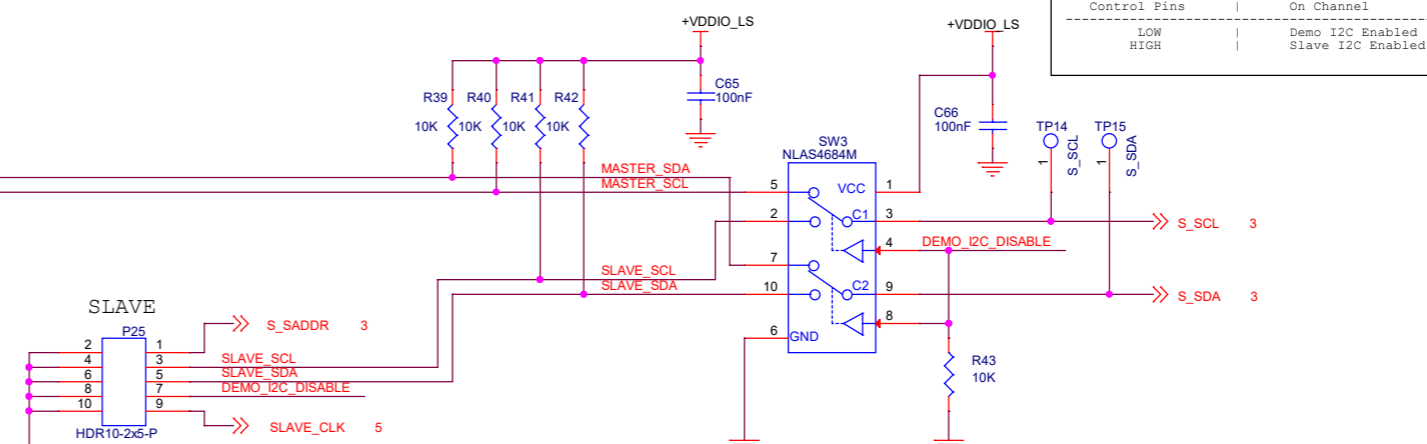 Control Pins | On Channel
------------------------------------------------
LOW | Demo I2C Enabled
HIGH | Slave I2C Enabled
+VDDIO_LS
+VDDIO_LS
C65
100nF
R39 R40 R41 R42
10K 10K 10K 10K
C66
100nF
TP14 TP15
1 S_SCL 1 S_SDA
SW3
NLAS4684M
MASTER_SDA
MASTER_SCL
5 VCC 1
2 C1 3
S_SCL 3
4 DEMO_I2C_DISABLE
7
SLAVE_SCL
SLAVE_SDA
10 C2 9
S_SDA 3
8
6 GND
R43
10K
SLAVE
P25
S_SADDR 3
2 1
4 3 SLAVE_SCL
6 5 SLAVE_SDA
8 7 DEMO_I2C_DISABLE
10 9
SLAVE_CLK 5
HDR10-2x5-P